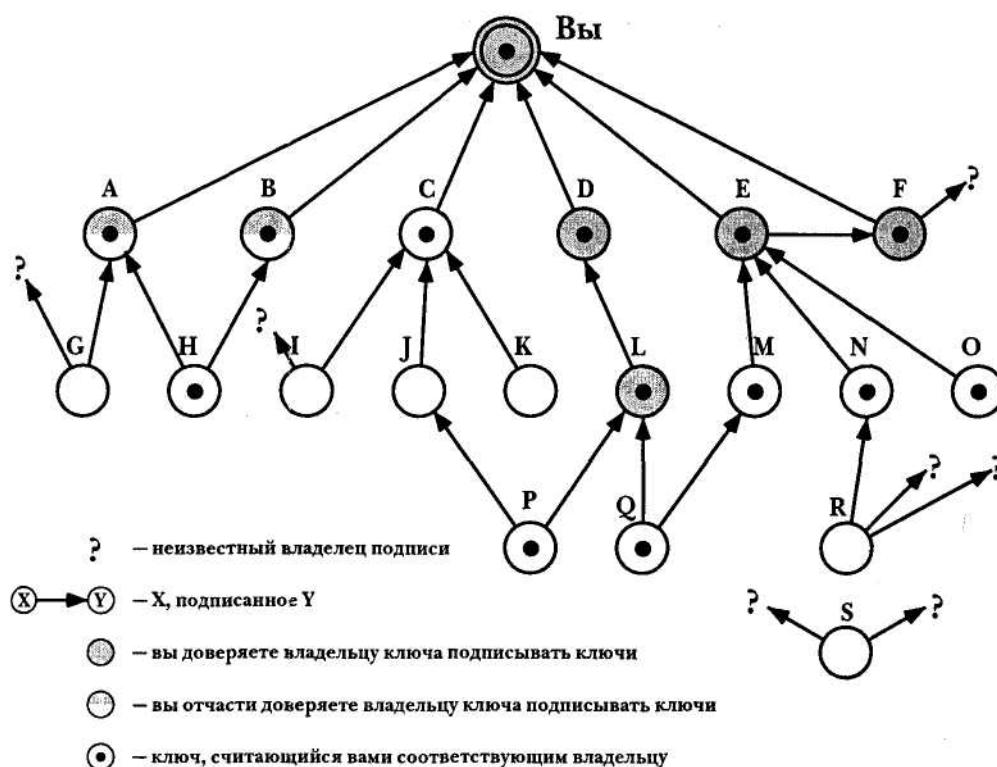 Вы
A B C D E F
?
?
G H
?
I J K L M N O
P Q R
? ?
? — неизвестный владелец подписи
X Y — X, подписанное Y
? S ?
— вы доверяете владельцу ключа подписывать ключи
— вы отчасти доверяете владельцу ключа подписывать ключи
— ключ, считающийся вами соответствующим владельцу